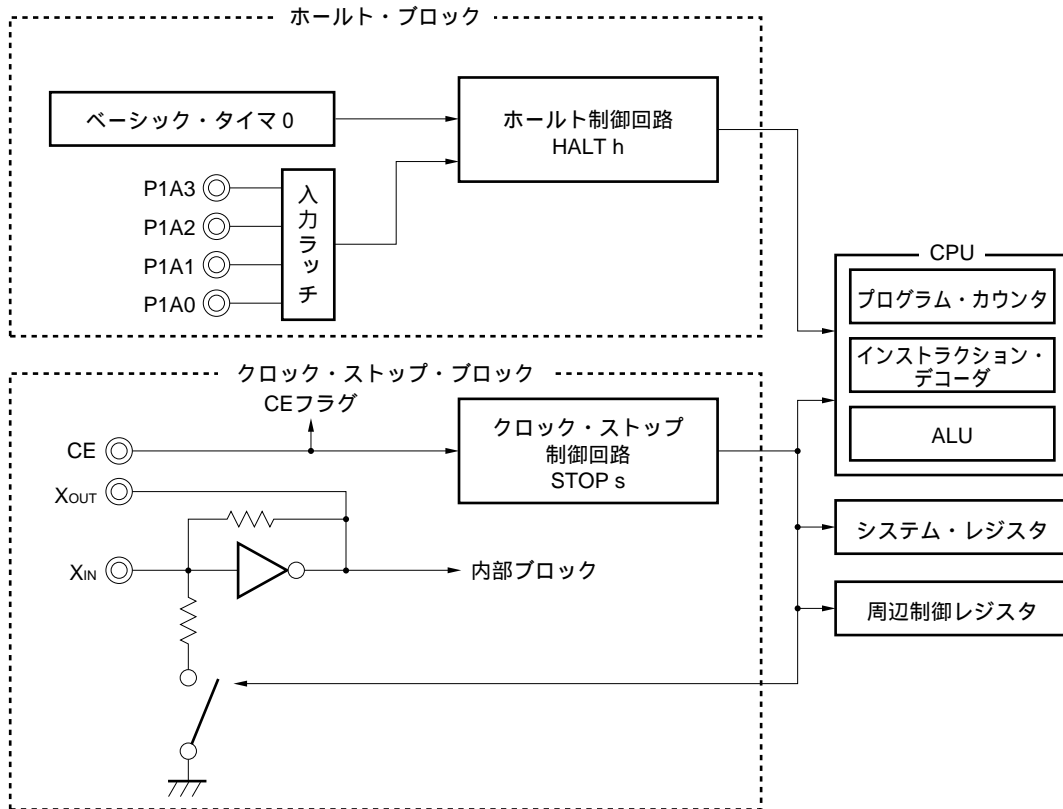 ホールト・ブロック
ベーシック・タイマ 0
ホールト制御回路
HALT h
P1A3
P1A2
P1A1
P1A0
入力ラッチ
CPU
プログラム・カウンタ
インストラクション・
デコーダ
ALU
クロック・ストップ・ブロック
CEフラグ
CE
クロック・ストップ
制御回路
STOP s
XOUT
XIN
内部ブロック
システム・レジスタ
周辺制御レジスタ